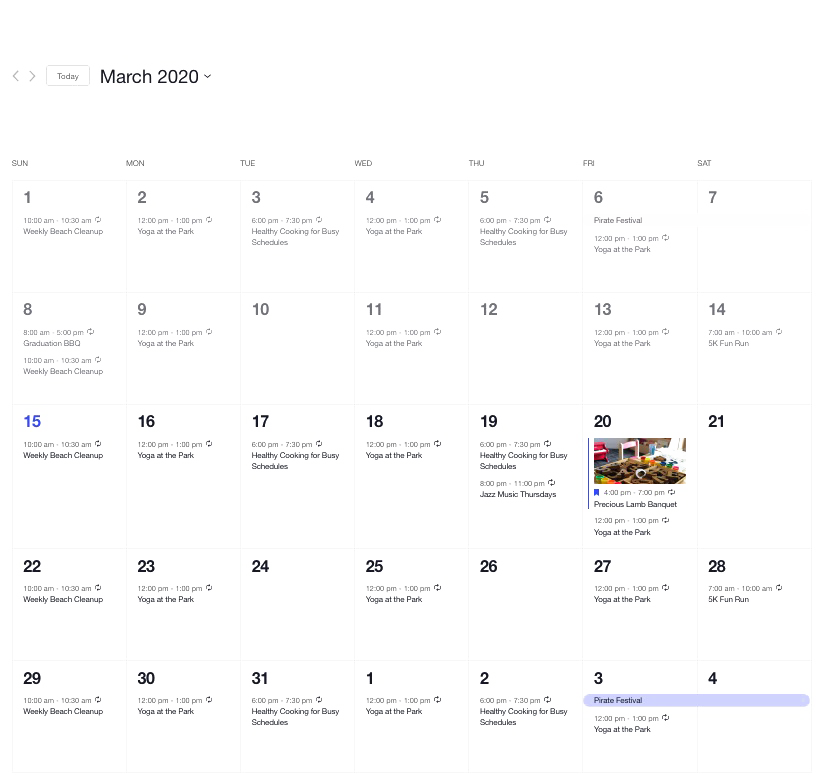 Today
March 2020
SUN MON TUE WED THU FRI SAT
1
10:00 am - 10:30 am
Weekly Beach Cleanup
2
12:00 pm - 1:00 pm
Yoga at the Park
3
6:00 pm - 7:30 pm
Healthy Cooking for Busy
Schedules
4
12:00 pm - 1:00 pm
Yoga at the Park
5
6:00 pm - 7:30 pm
Healthy Cooking for Busy
Schedules
6
Pirate Festival
12:00 pm - 1:00 pm
Yoga at the Park
7
8
8:00 am - 5:00 pm
Graduation BBQ
10:00 am - 10:30 am
Weekly Beach Cleanup
9
12:00 pm - 1:00 pm
Yoga at the Park
10
11
12:00 pm - 1:00 pm
Yoga at the Park
12
13
12:00 pm - 1:00 pm
Yoga at the Park
14
7:00 am - 10:00 am
5K Fun Run
15
10:00 am - 10:30 am
Weekly Beach Cleanup
16
12:00 pm - 1:00 pm
Yoga at the Park
17
6:00 pm - 7:30 pm
Healthy Cooking for Busy
Schedules
18
12:00 pm - 1:00 pm
Yoga at the Park
19
6:00 pm - 7:30 pm
Healthy Cooking for Busy
Schedules
8:00 pm - 11:00 pm
Jazz Music Thursdays
20
4:00 pm - 7:00 pm
Precious Lamb Banquet
12:00 pm - 1:00 pm
Yoga at the Park
21
22
10:00 am - 10:30 am
Weekly Beach Cleanup
23
12:00 pm - 1:00 pm
Yoga at the Park
24
25
12:00 pm - 1:00 pm
Yoga at the Park
26
27
12:00 pm - 1:00 pm
Yoga at the Park
28
7:00 am - 10:00 am
5K Fun Run
29
10:00 am - 10:30 am
Weekly Beach Cleanup
30
12:00 pm - 1:00 pm
Yoga at the Park
31
6:00 pm - 7:30 pm
Healthy Cooking for Busy
Schedules
1
12:00 pm - 1:00 pm
Yoga at the Park
2
6:00 pm - 7:30 pm
Healthy Cooking for Busy
Schedules
3
Pirate Festival
12:00 pm - 1:00 pm
Yoga at the Park
4